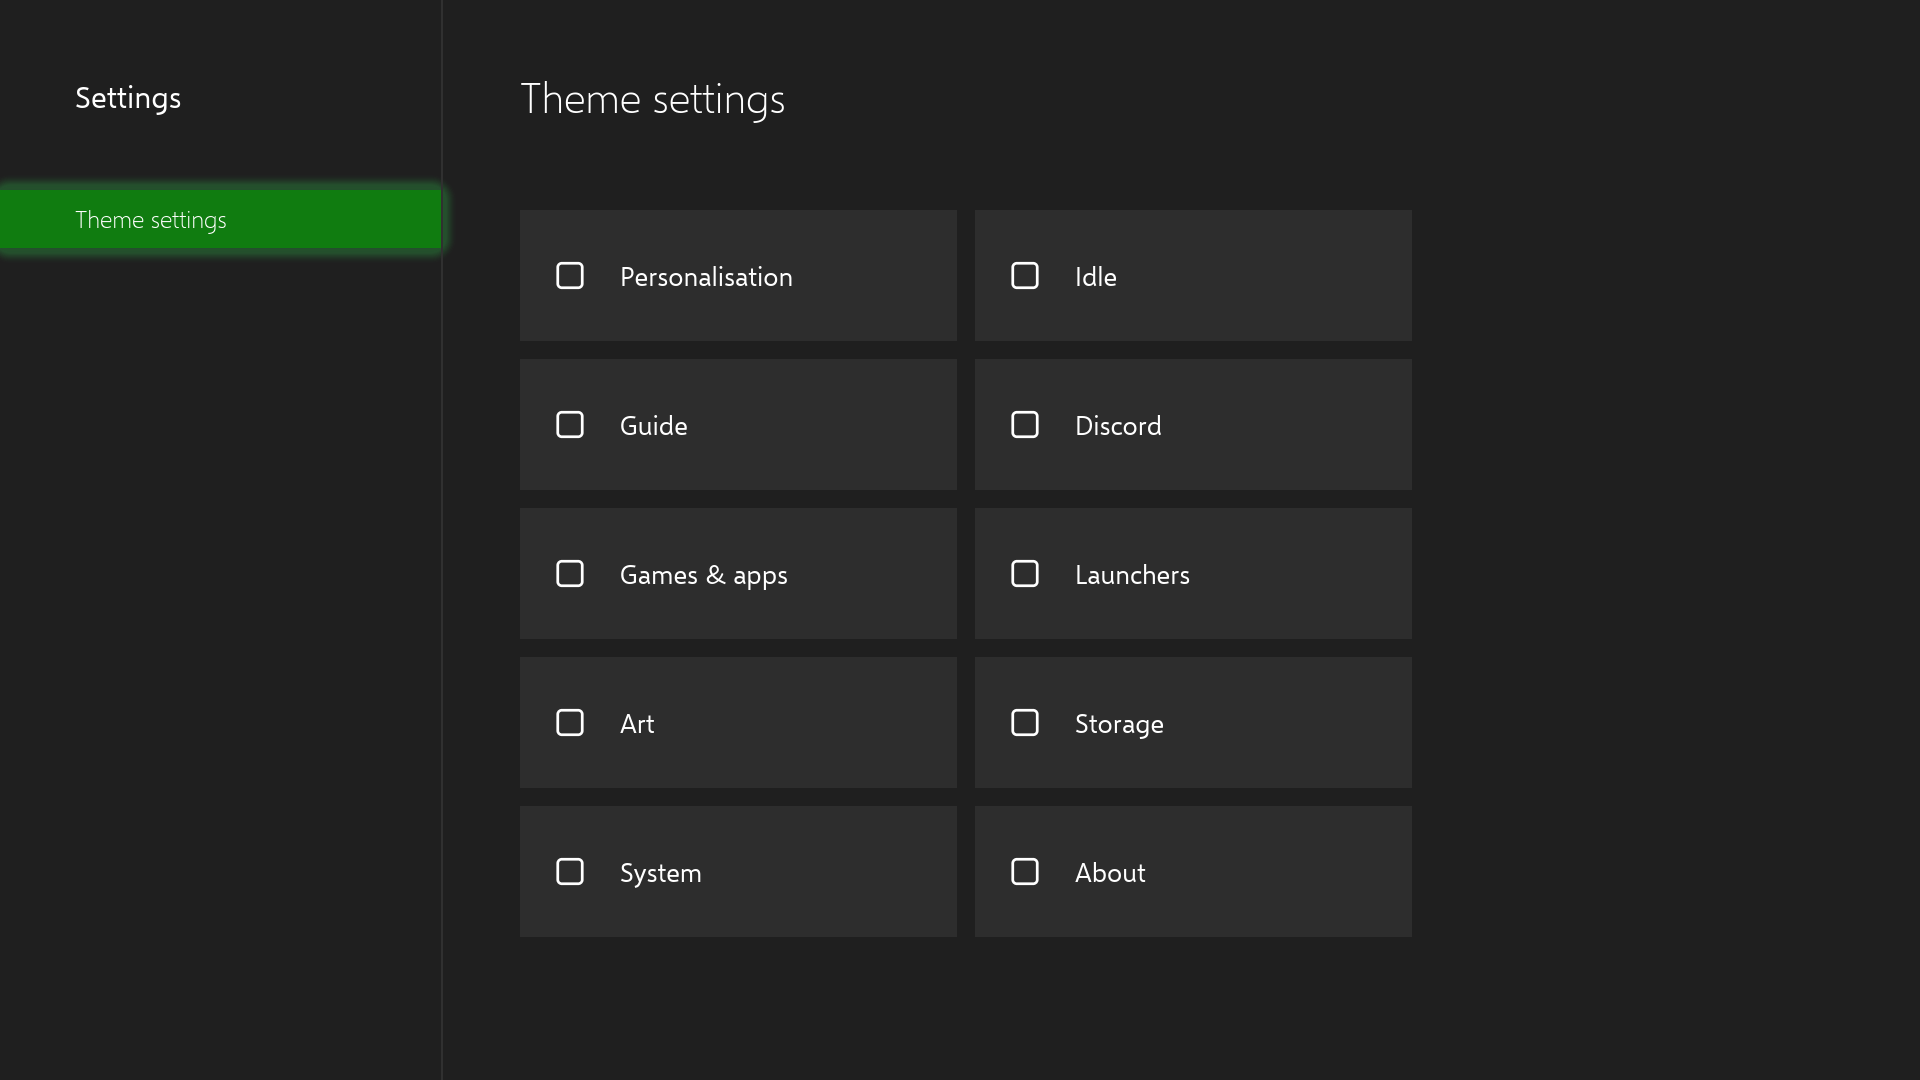 Settings
Theme settings
Theme settings
Personalisation
Idle
Guide
Discord
Games & apps
Launchers
Art
Storage
System
About